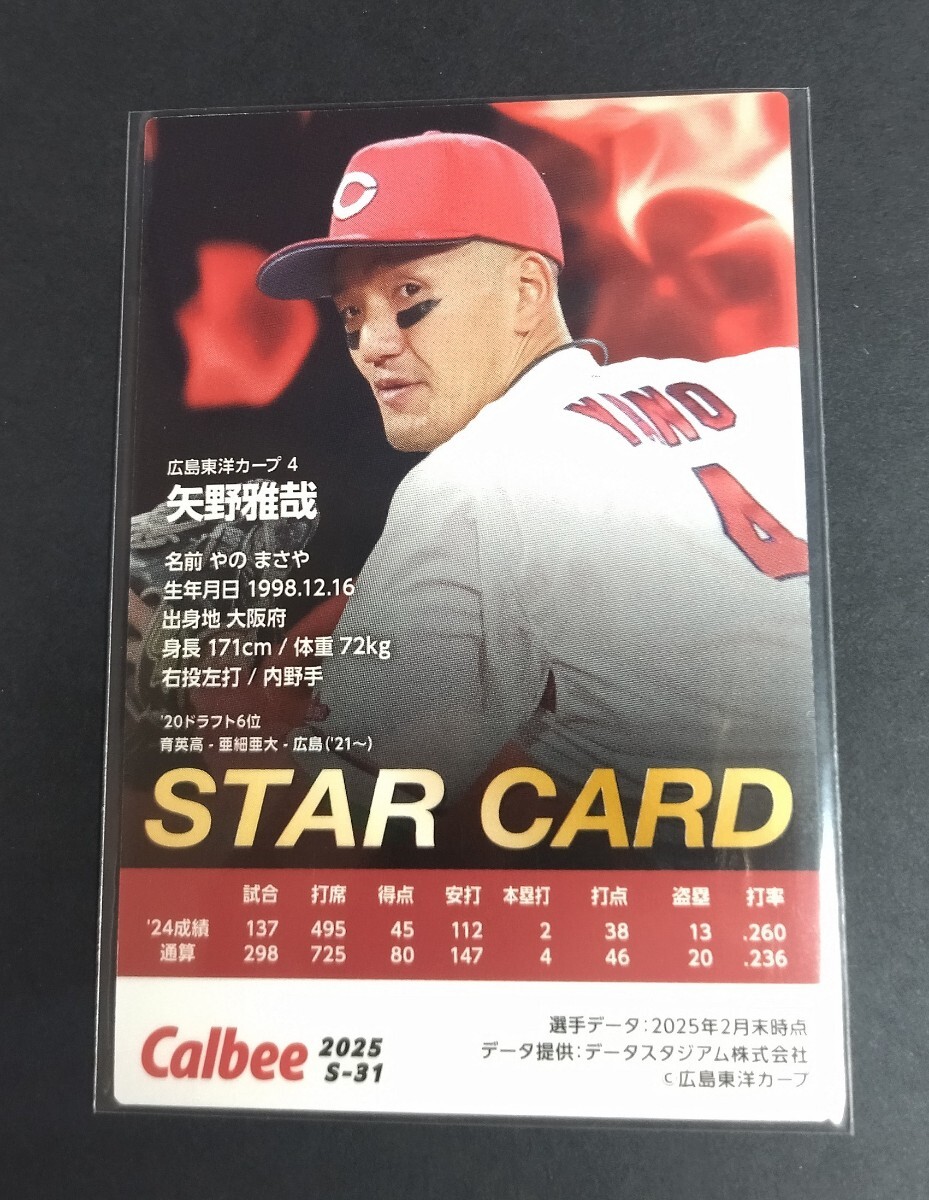 C
YANO
4
広島東洋カープ 4
矢野雅哉
名前 やの まさや
生年月日 1998.12.16
出身地 大阪府
身長 171cm / 体重 72kg
右投左打 / 内野手
'20ドラフト6位
育英高 - 亜細亜大 - 広島('21～)
STAR CARD
試合 打席 得点 安打 本塁打 打点 盗塁 打率
'24成績 137 495 45 112 2 38 13 .260
通算 298 725 80 147 4 46 20 .236
Calbee 2025 S-31
選手データ：2025年2月末時点
データ提供：データスタジアム株式会社
©広島東洋カープ